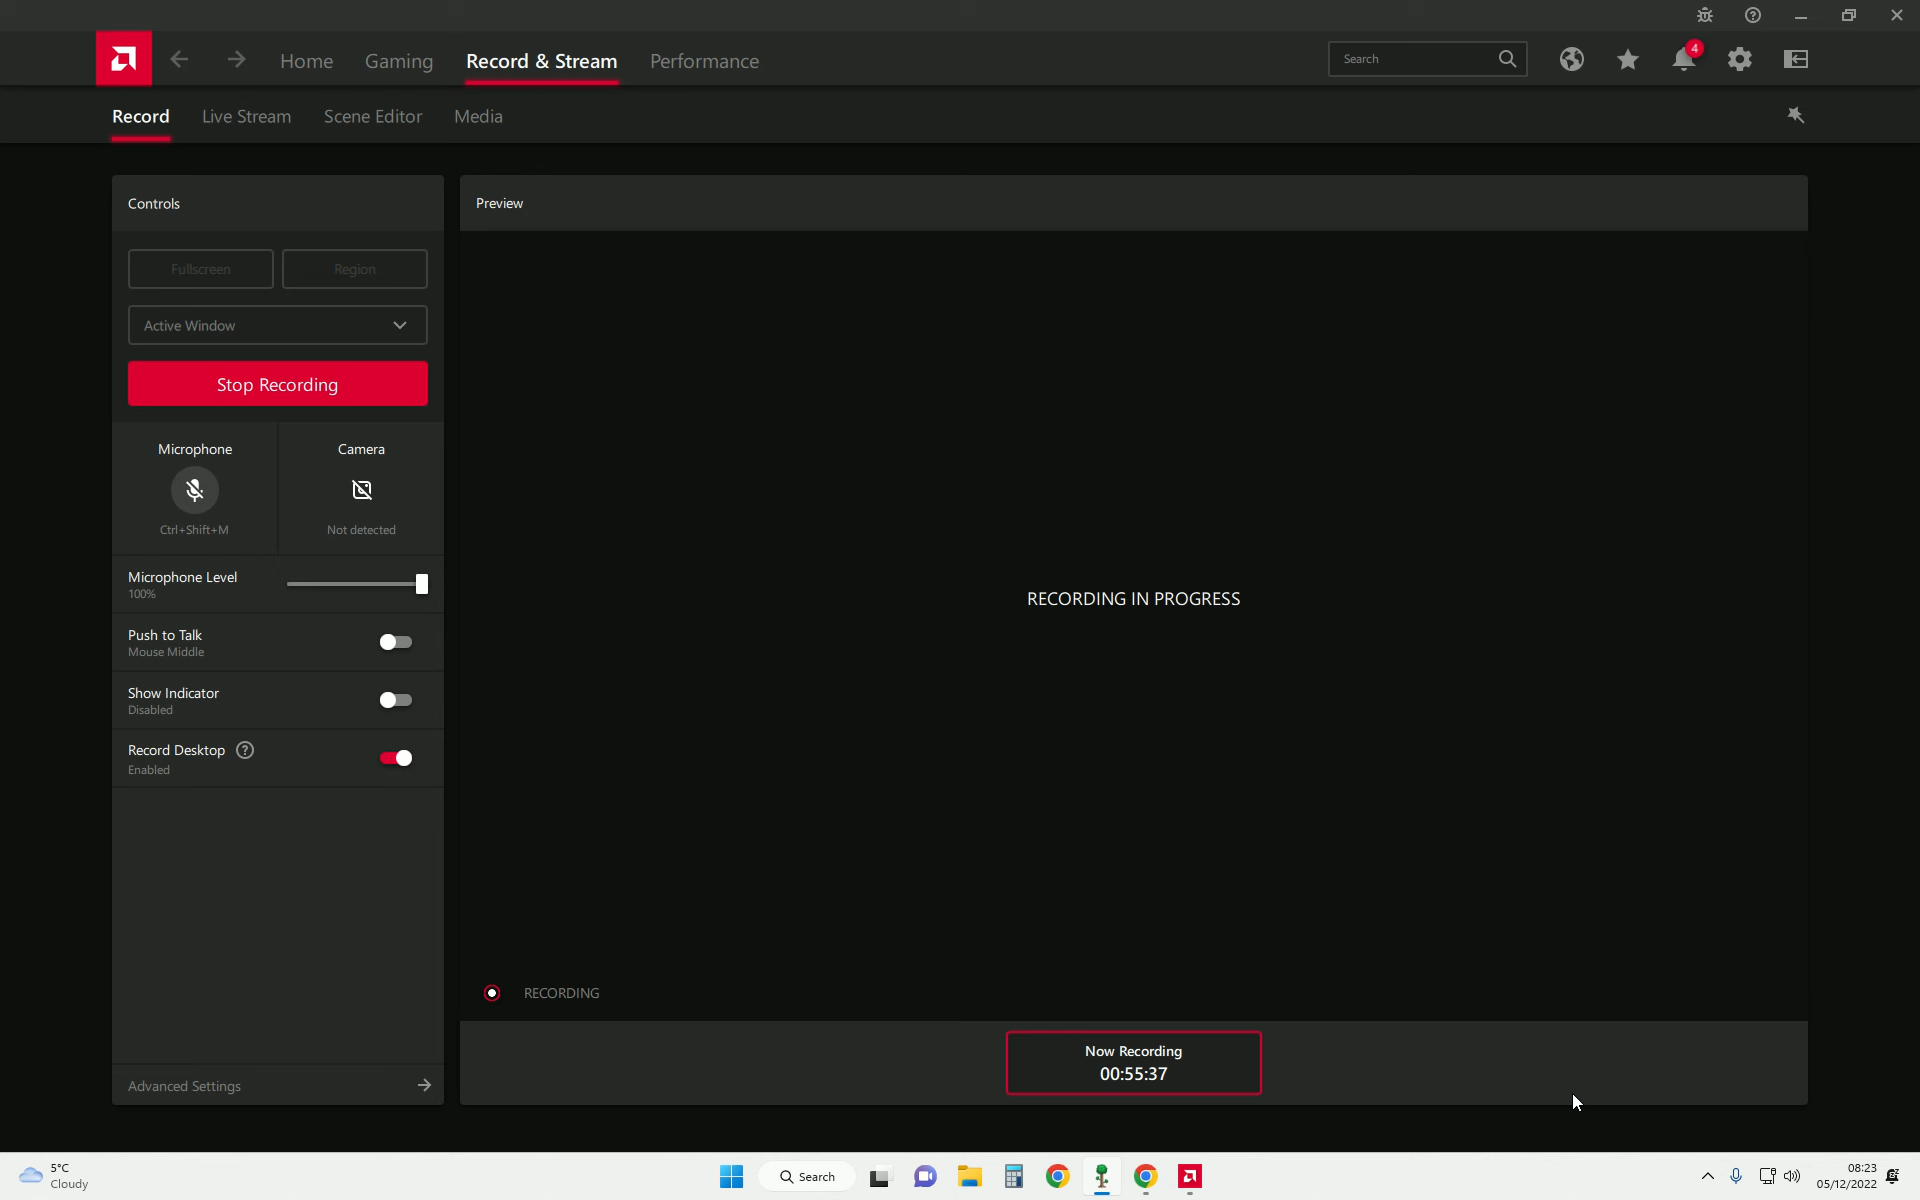 4
Home
Gaming
Record & Stream
Performance
Search
Record
Live Stream
Scene Editor
Media
Controls
Preview
Fullscreen
Region
Active Window
Stop Recording
Microphone
Camera
Ctrl+Shift+M
Not detected
Microphone Level
100%
RECORDING IN PROGRESS
Push to Talk
Mouse Middle
Show Indicator
Disabled
Record Desktop
Enabled
RECORDING
Now Recording
00:55:37
Advanced Settings
5°C
Cloudy
Search
08:23
05/12/2022